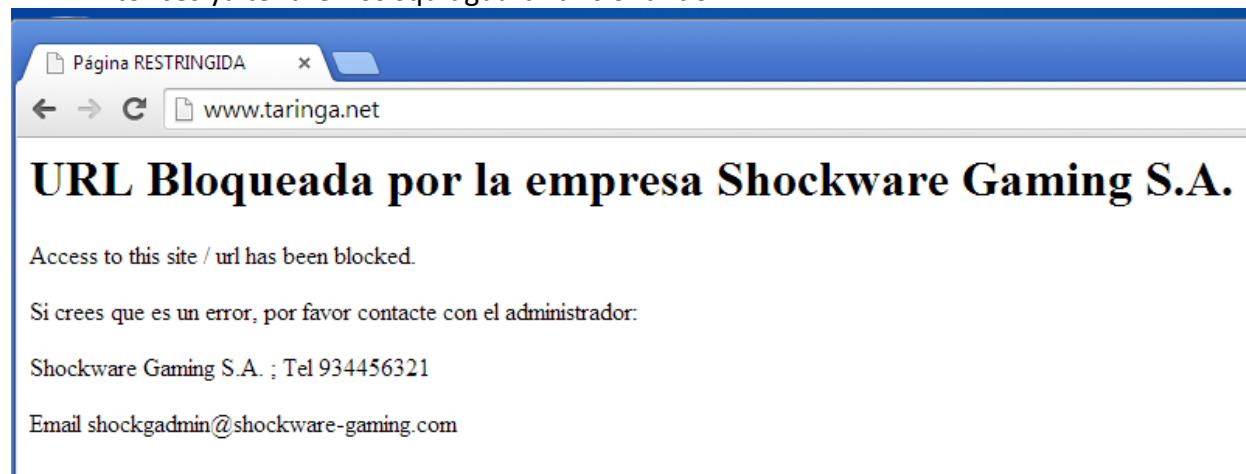 Página RESTRINGIDA
www.taringa.net
URL Bloqueada por la empresa Shockware Gaming S.A.
Access to this site / url has been blocked.
Si crees que es un error, por favor contacte con el administrador:
Shockware Gaming S.A. ; Tel 934456321
Email shockgadmin@shockware-gaming.com